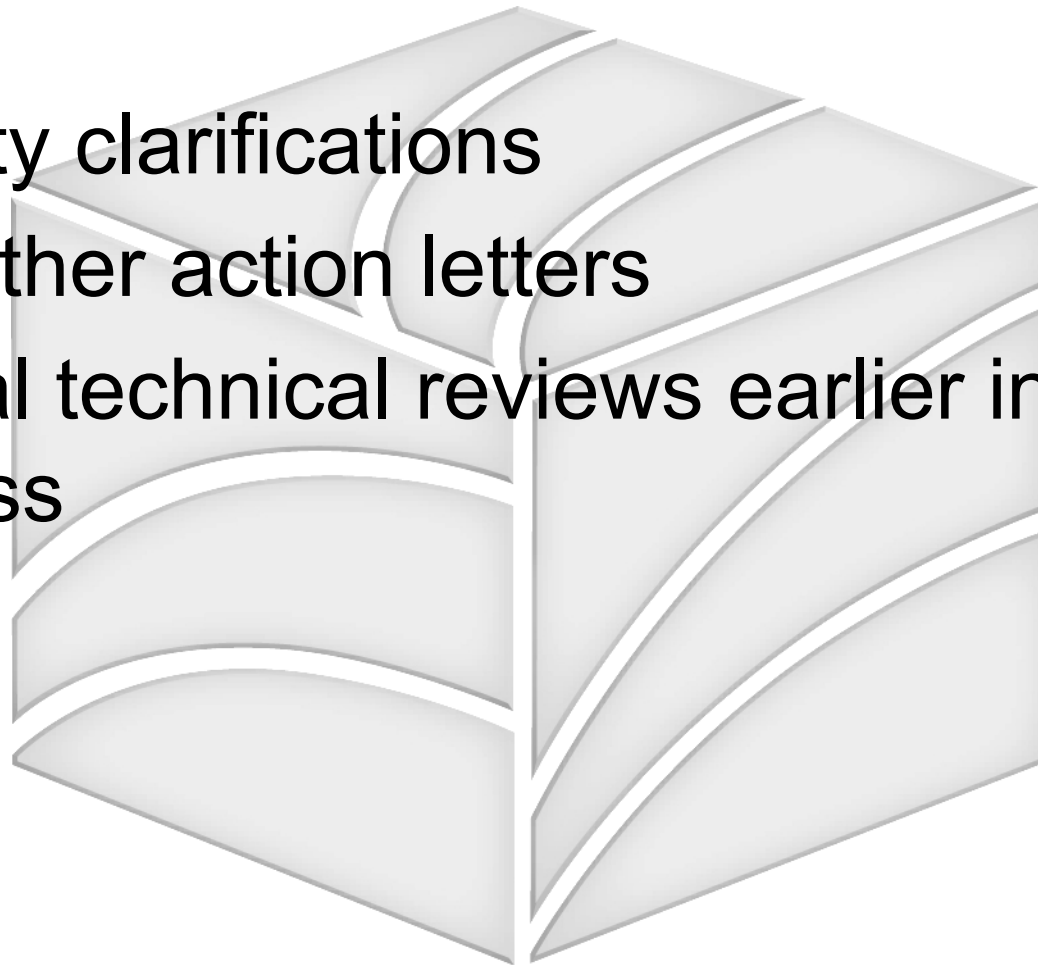 ty clarifications
ther action letters
al technical reviews earlier in
ss